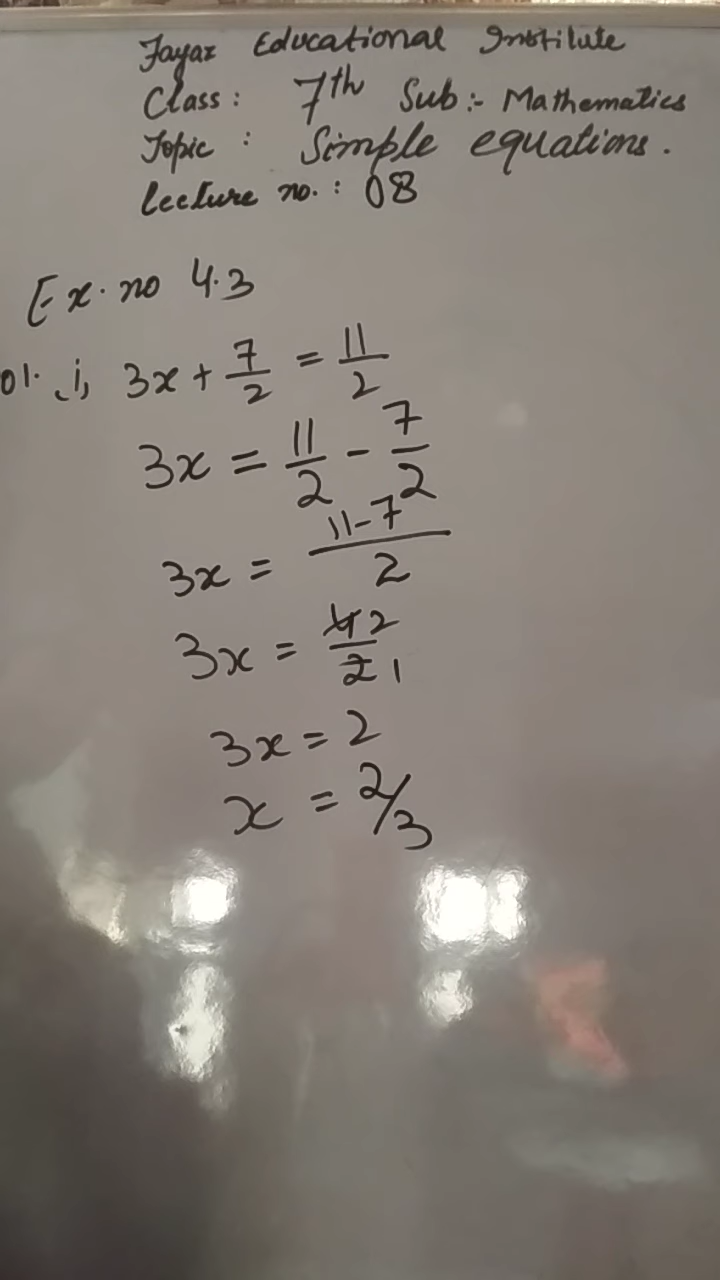 Fayaz Educational Institute
Class: 7th Sub:- Mathematics
Topic: Simple equations.
Lecture no.: 08
Ex. no 4.3
01. i, 3x + 7/2 = 11/2
3x = 11/2 - 7/2
3x = 11-7/2
3x = 4 2/2 1
3x = 2
x = 2/3